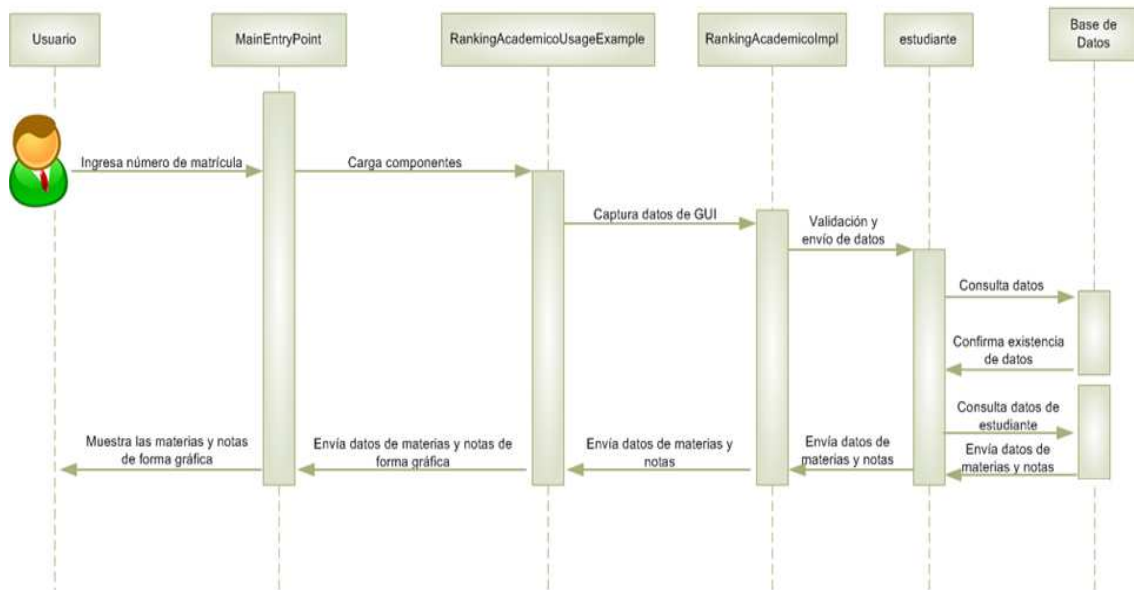 Usuario
MainEntryPoint
RankingAcademicoUsageExample
RankingAcademicoImpl
estudiante
Base de
Datos
Ingresa número de matrícula
Carga componentes
Captura datos de GUI
Validación y
envío de datos
Consulta datos
Confirma existencia
de datos
Consulta datos de
estudiante
Envía datos de
materias y notas
Envía datos de
materias y notas
Envía datos de materias y
notas
Envía datos de materias y notas de
forma gráfica
Muestra las materias y notas
de forma gráfica